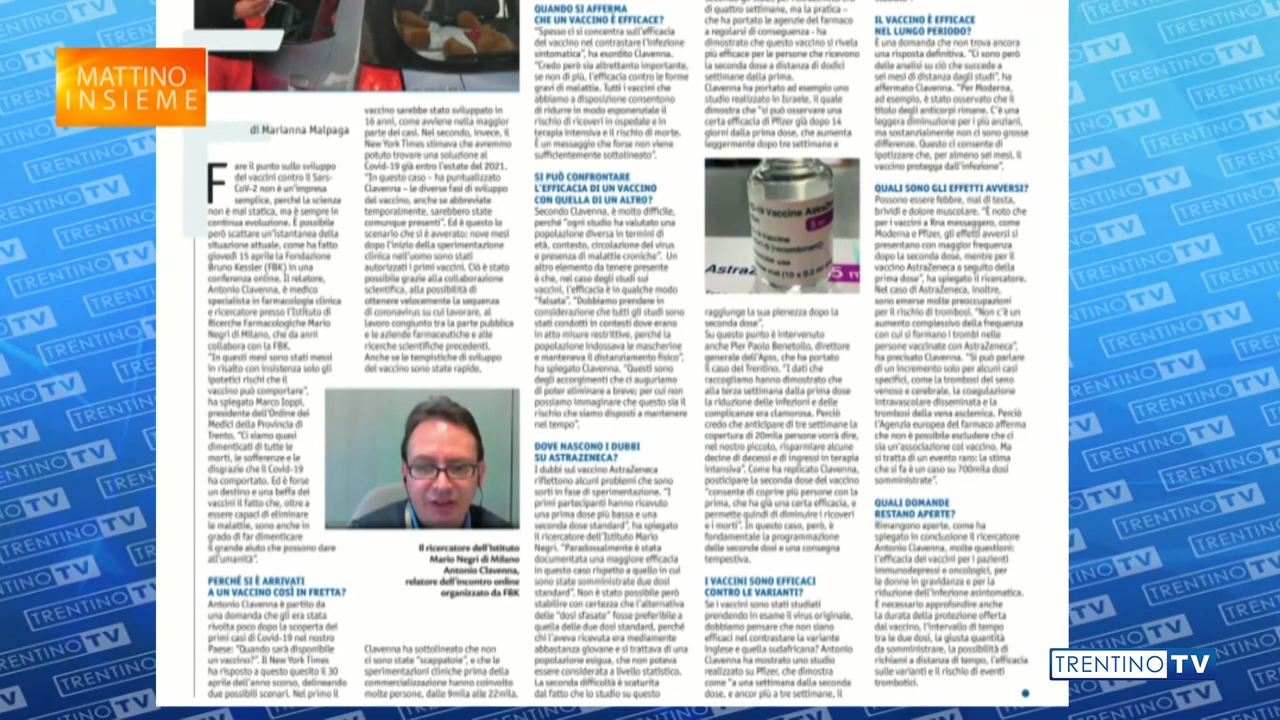 MATTINO
INSIEME
di Marianna Malpaga
Fare il punto sullo sviluppo
dei vaccini contro il Sars-
CoV-2 non è un'impresa
semplice, perché la scienza
non è mai statica, ma è sempre in
continua evoluzione. È possibile
però scattare un'istantanea della
situazione attuale, come ha fatto
giovedì 15 aprile la Fondazione
Bruno Kessler (FBK) in una
conferenza online. Il relatore,
Antonio Clavenna, è medico
specialista in farmacologia clinica
e ricercatore presso l'Istituto di
Ricerche Farmacologiche Mario
Negri di Milano, che da anni
collabora con la FBK.
"In questi mesi sono stati messi
in risalto con insistenza solo gli
ipotetici rischi che il
vaccino può comportare",
ha spiegato Marco Ioppi,
presidente dell'Ordine dei
Medici della Provincia di
Trento. "Ci siamo quasi
dimenticati di tutte le
morti, le sofferenze e le
disgrazie che il Covid-19
ha comportato. Ed è forse
un destino e una beffa dei
vaccini il fatto che, oltre a
essere capaci di eliminare
le malattie, sono anche in
grado di far dimenticare
il grande aiuto che possono dare
all'umanità".
PERCHÉ SI È ARRIVATI
A UN VACCINO COSÌ IN FRETTA?
Antonio Clavenna è partito da
una domanda che gli era stata
rivolta poco dopo la scoperta dei
primi casi di Covid-19 nel nostro
Paese: "Quando sarà disponibile
un vaccino?". Il New York Times
ha risposto a questo quesito il 30
aprile dell'anno scorso, delineando
due possibili scenari. Nel primo il
vaccino sarebbe stato sviluppato in
16 anni, come avviene nella maggior
parte dei casi. Nel secondo, invece, il
New York Times stimava che avremmo
potuto trovare una soluzione al
Covid-19 già entro l'estate del 2021.
"In questo caso – ha puntualizzato
Clavenna – le diverse fasi di sviluppo
del vaccino, anche se abbreviate
temporalmente, sarebbero state
comunque presenti". Ed è questo lo
scenario che si è avverato: nove mesi
dopo l'inizio della sperimentazione
clinica nell'uomo sono stati
autorizzati i primi vaccini. Ciò è stato
possibile grazie alla collaborazione
scientifica, alla possibilità di
ottenere velocemente la sequenza
di coronavirus su cui lavorare, al
lavoro congiunto tra la parte pubblica
e le aziende farmaceutiche e alle
ricerche scientifiche precedenti.
Anche se le tempistiche di sviluppo
del vaccino sono state rapide,
Il ricercatore dell'Istituto
Mario Negri di Milano
Antonio Clavenna,
relatore dell'incontro online
organizzato da FBK
Clavenna ha sottolineato che non
ci sono state "scappatoie", e che le
sperimentazioni cliniche prima della
commercializzazione hanno coinvolto
molte persone, dalle 9mila alle 22mila.
QUANDO SI AFFERMA
CHE UN VACCINO È EFFICACE?
"Spesso ci si concentra sull'efficacia
del vaccino nel contrastare l'infezione
sintomatica", ha esordito Clavenna.
"Credo però sia altrettanto importante,
se non di più, l'efficacia contro le forme
gravi di malattia. Tutti i vaccini che
abbiamo a disposizione consentono
di ridurre in modo esponenziale il
rischio di ricoveri in ospedale e in
terapia intensiva e il rischio di morte.
È un messaggio che forse non viene
sufficientemente sottolineato".
SI PUÒ CONFRONTARE
L'EFFICACIA DI UN VACCINO
CON QUELLA DI UN ALTRO?
Secondo Clavenna, è molto difficile,
perché "ogni studio ha valutato una
popolazione diversa in termini di
età, contesto, circolazione del virus
e presenza di malattie croniche". Un
altro elemento da tenere presente
è che, nel caso degli studi sui
vaccini, l'efficacia è in qualche modo
"falsata". "Dobbiamo prendere in
considerazione che tutti gli studi sono
stati condotti in contesti dove erano
in atto misure restrittive, perché la
popolazione indossava le mascherine
e manteneva il distanziamento fisico",
ha spiegato Clavenna. "Questi sono
degli accorgimenti che ci auguriamo
di poter eliminare a breve; per cui non
possiamo immaginare che questo sia il
rischio che siamo disposti a mantenere
nel tempo".
DOVE NASCONO I DUBBI
SU ASTRAZENECA?
I dubbi sul vaccino AstraZeneca
riflettono alcuni problemi che sono
sorti in fase di sperimentazione. "I
primi partecipanti hanno ricevuto
una prima dose più bassa e una
seconda dose standard", ha spiegato
il ricercatore dell'Istituto Mario
Negri. "Paradossalmente è stata
documentata una maggiore efficacia
in questo caso rispetto a quello in cui
sono state somministrate due dosi
standard". Non è stato possibile però
stabilire con certezza che l'alternativa
delle "dosi sfasate" fosse preferibile a
quella delle due dosi standard, perché
chi l'aveva ricevuta era mediamente
abbastanza giovane e si trattava di una
popolazione esigua, che non poteva
essere considerata a livello statistico.
La seconda difficoltà è scaturita
dal fatto che lo studio su questo
di quattro settimane, ma la pratica –
che ha portato le agenzie del farmaco
a regolarsi di conseguenza - ha
dimostrato che questo vaccino si rivela
più efficace per le persone che ricevono
la seconda dose a distanza di dodici
settimane dalla prima.
Clavenna ha portato ad esempio uno
studio realizzato in Israele, il quale
dimostra che "si può osservare una
certa efficacia di Pfizer già dopo 14
giorni dalla prima dose, che aumenta
leggermente dopo tre settimane e
raggiunge la sua pienezza dopo la
seconda dose".
Su questo punto è intervenuto
anche Pier Paolo Benetollo, direttore
generale dell'Apss, che ha portato
il caso del Trentino. "I dati che
raccogliamo hanno dimostrato che
alla terza settimana dalla prima dose
la riduzione delle infezioni e delle
complicanze era clamorosa. Perciò
credo che anticipare di tre settimane la
copertura di 20mila persone vorrà dire,
nel nostro piccolo, risparmiare alcune
decine di decessi e di ingressi in terapia
intensiva". Come ha replicato Clavenna,
posticipare la seconda dose del vaccino
"consente di coprire più persone con la
prima, che ha già una certa efficacia, e
permette quindi di diminuire i ricoveri
e i morti". In questo caso, però, è
fondamentale la programmazione
delle seconde dosi e una consegna
tempestiva.
I VACCINI SONO EFFICACI
CONTRO LE VARIANTI?
Se i vaccini sono stati studiati
prendendo in esame il virus originale,
dobbiamo pensare che non siano
efficaci nel contrastare la variante
inglese e quella sudafricana? Antonio
Clavenna ha mostrato uno studio
realizzato su Pfizer, che dimostra
come "a una settimana dalla seconda
dose, e ancor più a tre settimane, il
IL VACCINO È EFFICACE
NEL LUNGO PERIODO?
È una domanda che non trova ancora
una risposta definitiva. "Ci sono però
delle analisi su ciò che succede a
sei mesi di distanza dagli studi", ha
affermato Clavenna. "Per Moderna,
ad esempio, è stato osservato che il
titolo degli anticorpi rimane. C'è una
leggera diminuzione per i più anziani,
ma sostanzialmente non ci sono grosse
differenze. Questo ci consente di
ipotizzare che, per almeno sei mesi, il
vaccino protegga dall'infezione".
QUALI SONO GLI EFFETTI AVVERSI?
Possono essere febbre, mal di testa,
brividi e dolore muscolare. "È noto che
per i vaccini a Rna messaggero, come
Moderna e Pfizer, gli effetti avversi si
presentano con maggior frequenza
dopo la seconda dose, mentre per il
vaccino AstraZeneca a seguito della
prima dose", ha spiegato il ricercatore.
Nel caso di AstraZeneca, inoltre,
sono emerse molte preoccupazioni
per il rischio di trombosi. "Non c'è un
aumento complessivo della frequenza
con cui si formano i trombi nelle
persone vaccinate con AstraZeneca",
ha precisato Clavenna. "Si può parlare
di un incremento solo per alcuni casi
specifici, come la trombosi del seno
venoso e cerebrale, la coagulazione
intravascolare disseminata e la
trombosi della vena ascemica. Perciò
l'Agenzia europea del farmaco afferma
che non è possibile escludere che ci
sia un'associazione col vaccino. Ma
si tratta di un evento raro: la stima
che si fa è un caso su 700mila dosi
somministrate".
QUALI DOMANDE
RESTANO APERTE?
Rimangono aperte, come ha
spiegato in conclusione il ricercatore
Antonio Clavenna, molte questioni:
l'efficacia dei vaccini per i pazienti
immunodepressi e oncologici, per
le donne in gravidanza e per la
riduzione dell'infezione asintomatica.
È necessario approfondire anche
la durata della protezione offerta
dal vaccino, l'intervallo di tempo
tra le due dosi, la giusta quantità
da somministrare, la possibilità di
richiami a distanza di tempo, l'efficacia
sulle varianti e il rischio di eventi
trombotici.
TRENTINO TV